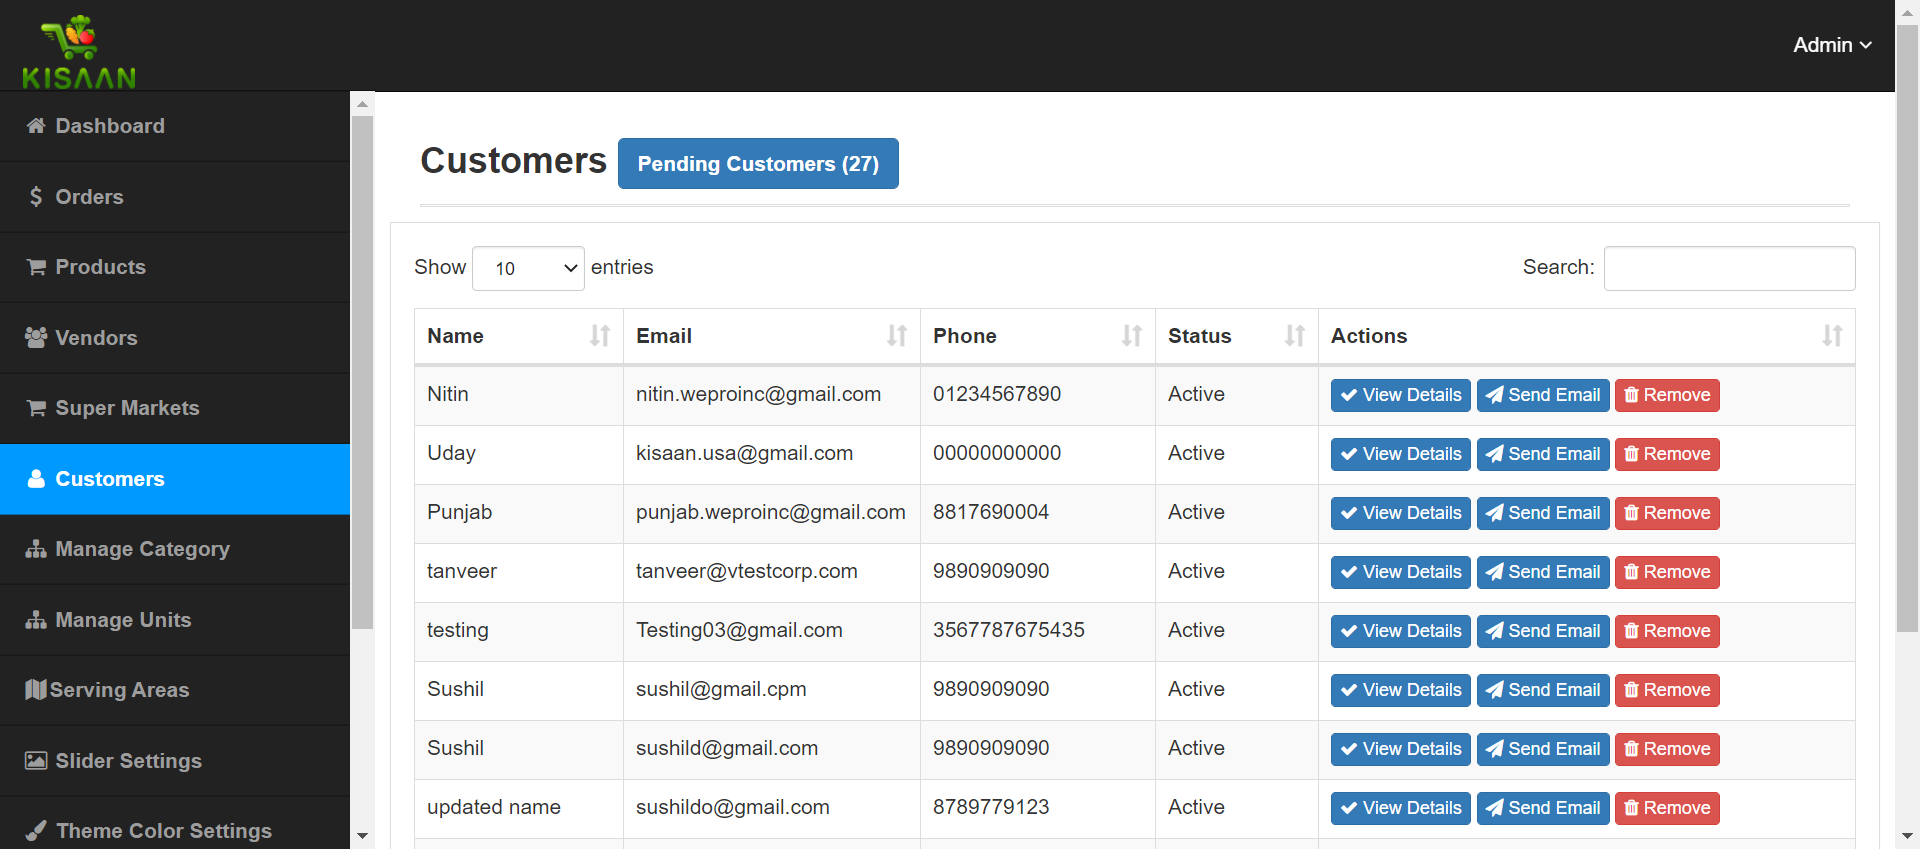 KISAAN
Admin
Dashboard
Orders
Products
Vendors
Super Markets
Customers
Manage Category
Manage Units
Serving Areas
Slider Settings
Theme Color Settings
Customers Pending Customers (27)
Show 10 entries Search:
Name Email Phone Status Actions
Nitin nitin.weproinc@gmail.com 01234567890 Active View Details Send Email Remove
Uday kisaan.usa@gmail.com 00000000000 Active View Details Send Email Remove
Punjab punjab.weproinc@gmail.com 8817690004 Active View Details Send Email Remove
tanveer tanveer@vtestcorp.com 9890909090 Active View Details Send Email Remove
testing Testing03@gmail.com 3567787675435 Active View Details Send Email Remove
Sushil sushil@gmail.cpm 9890909090 Active View Details Send Email Remove
Sushil sushild@gmail.com 9890909090 Active View Details Send Email Remove
updated name sushildo@gmail.com 8789779123 Active View Details Send Email Remove